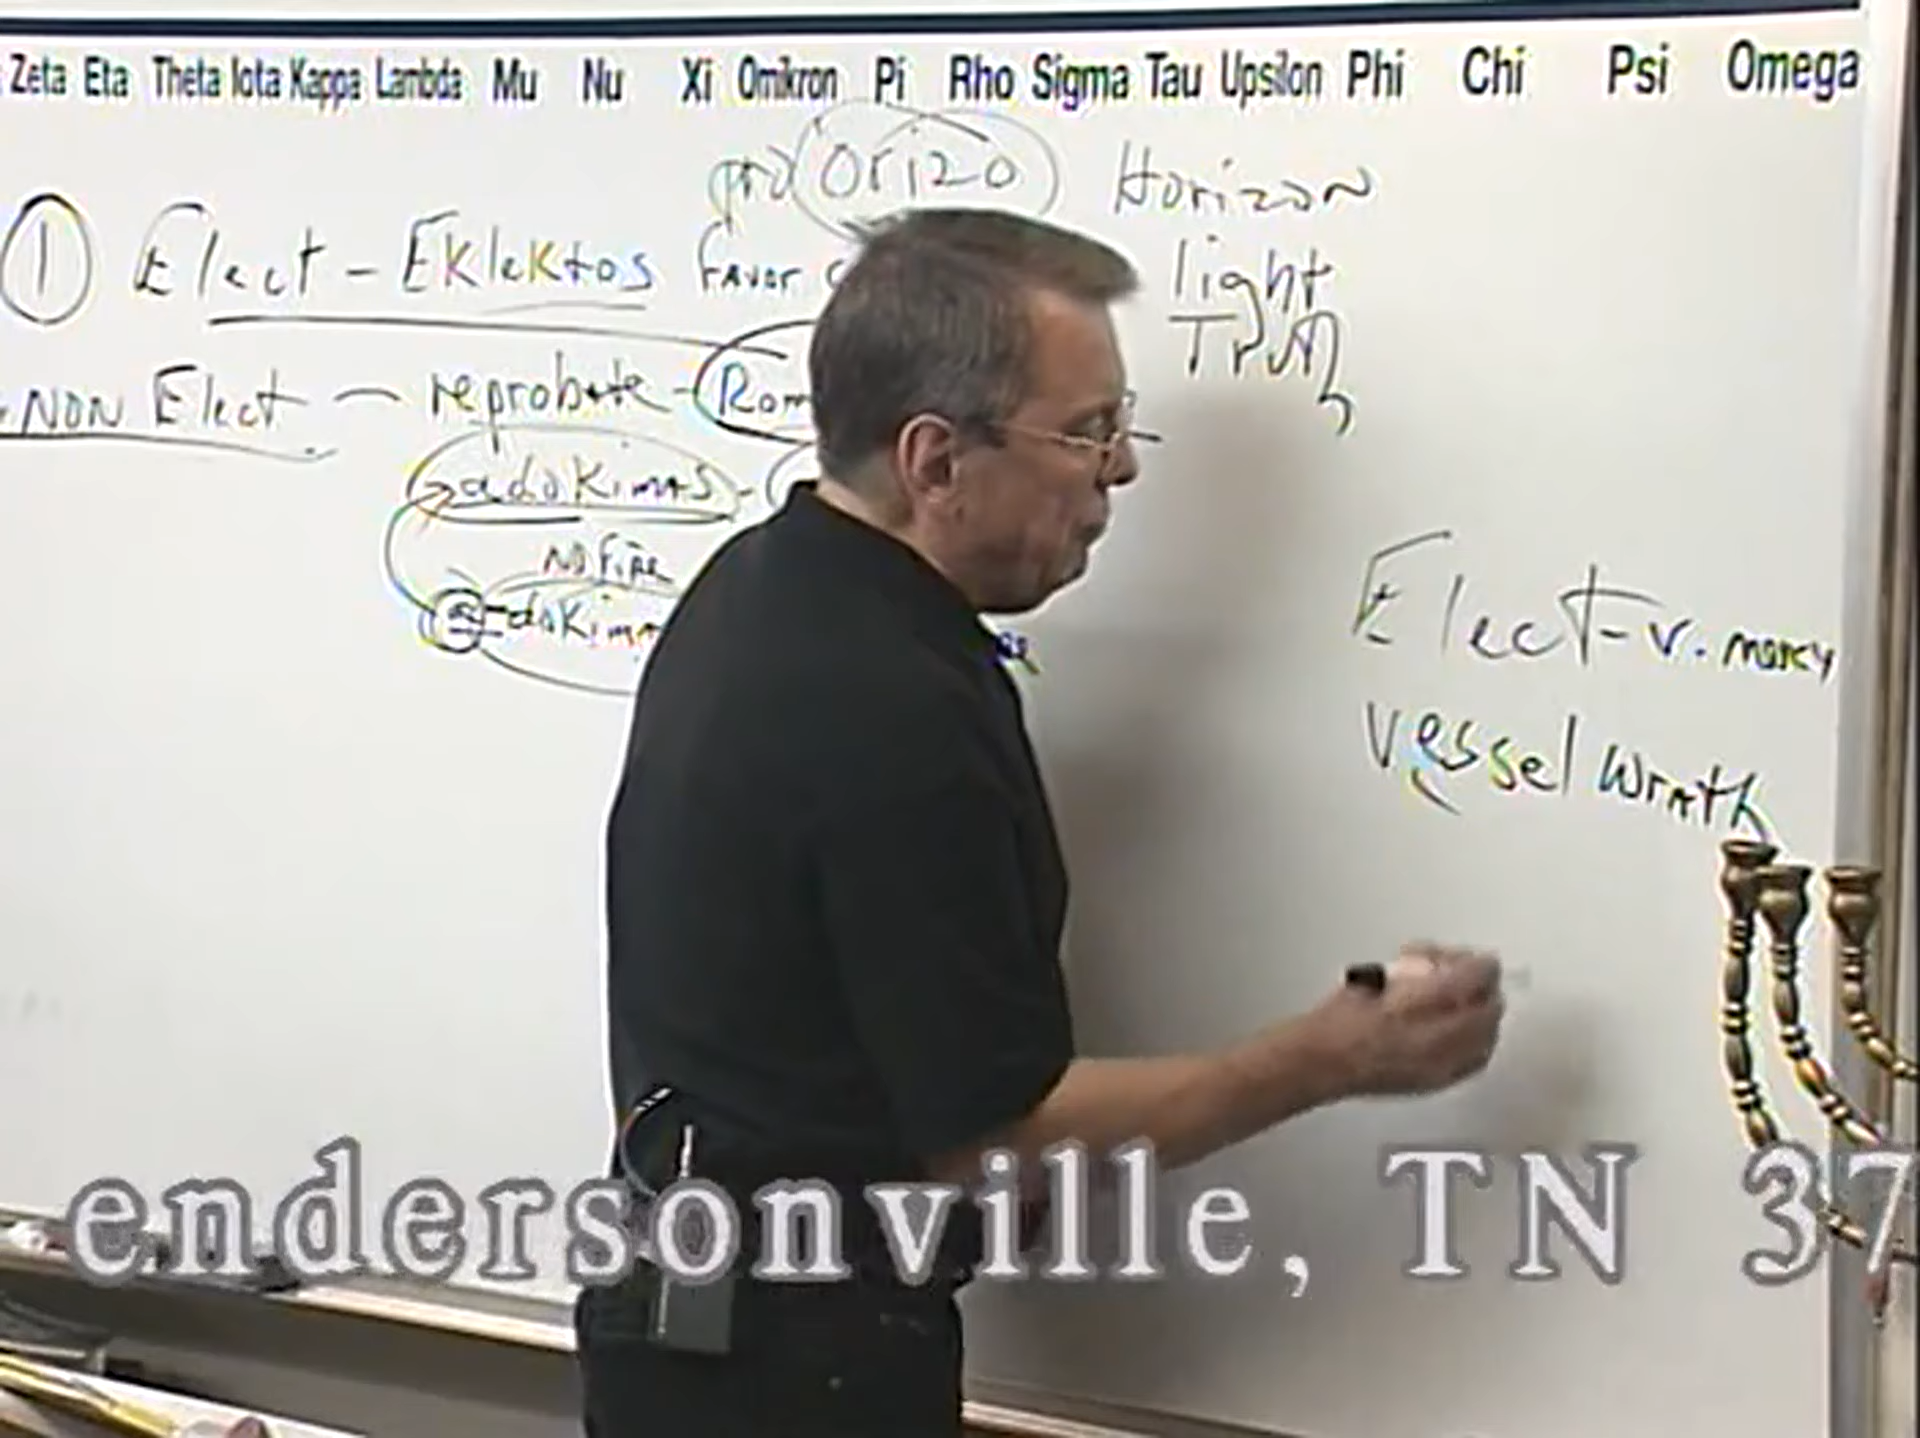 Zeta Eta Theta Iota Kappa Lambda Mu Nu Xi Omikron Pi Rho Sigma Tau Upsilon Phi Chi Psi Omega
pro Orizo Horizon
1 Elect - EKleKtos Favor
light
Truth
NON Elect - reprobate - Rom
adokimos -
NO Fire
a-dokim
Elect - v. mercy
vessel wrath
endersonville, TN 37